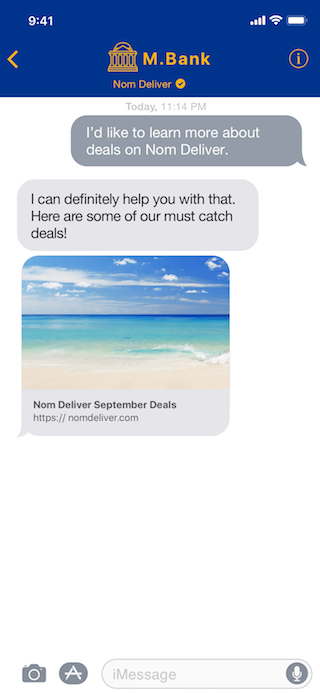 9:41
M.Bank
Nom Deliver
Today, 11:14 PM
I'd like to learn more about
deals on Nom Deliver.
I can definitely help you with that.
Here are some of our must catch
deals!
Nom Deliver September Deals
https:// nomdeliver.com
iMessage